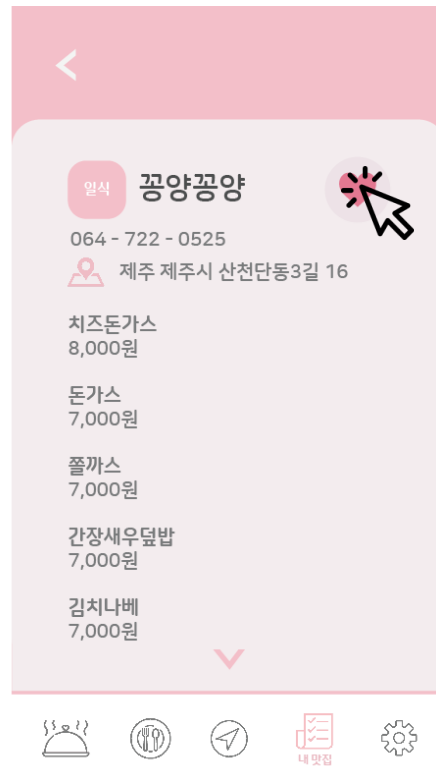 일식 꽁양꽁양
064 - 722 - 0525
제주 제주시 산천단동3길 16
치즈돈가스
8,000원
돈가스
7,000원
쫄까스
7,000원
간장새우덮밥
7,000원
김치나베
7,000원
내 맛집